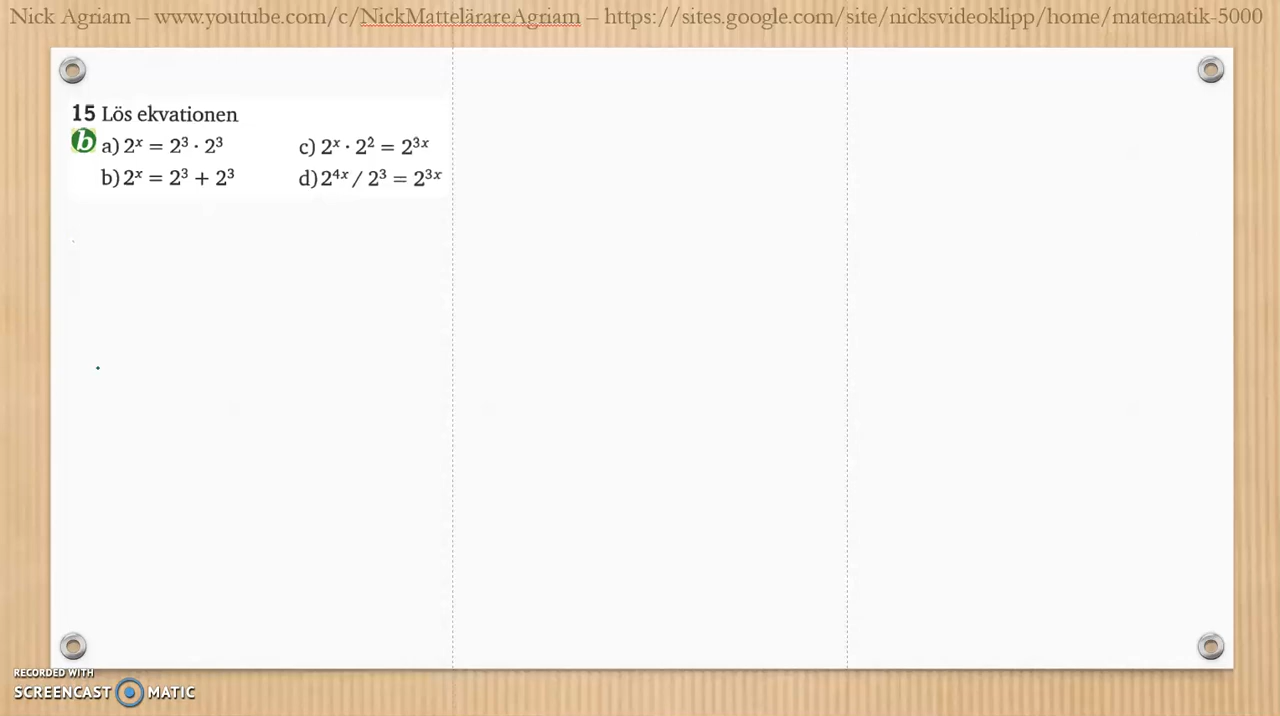 Nick Agriam – www.youtube.com/c/NickMattelärareAgriam – https://sites.google.com/site/nicksvideoklipp/home/matematik-5000
15 Lös ekvationen
b a) 2ˣ = 2³ · 2³
c) 2ˣ · 2² = 2³ˣ
b) 2ˣ = 2³ + 2³
d) 2⁴ˣ / 2³ = 2³ˣ
RECORDED WITH
SCREENCAST MATIC